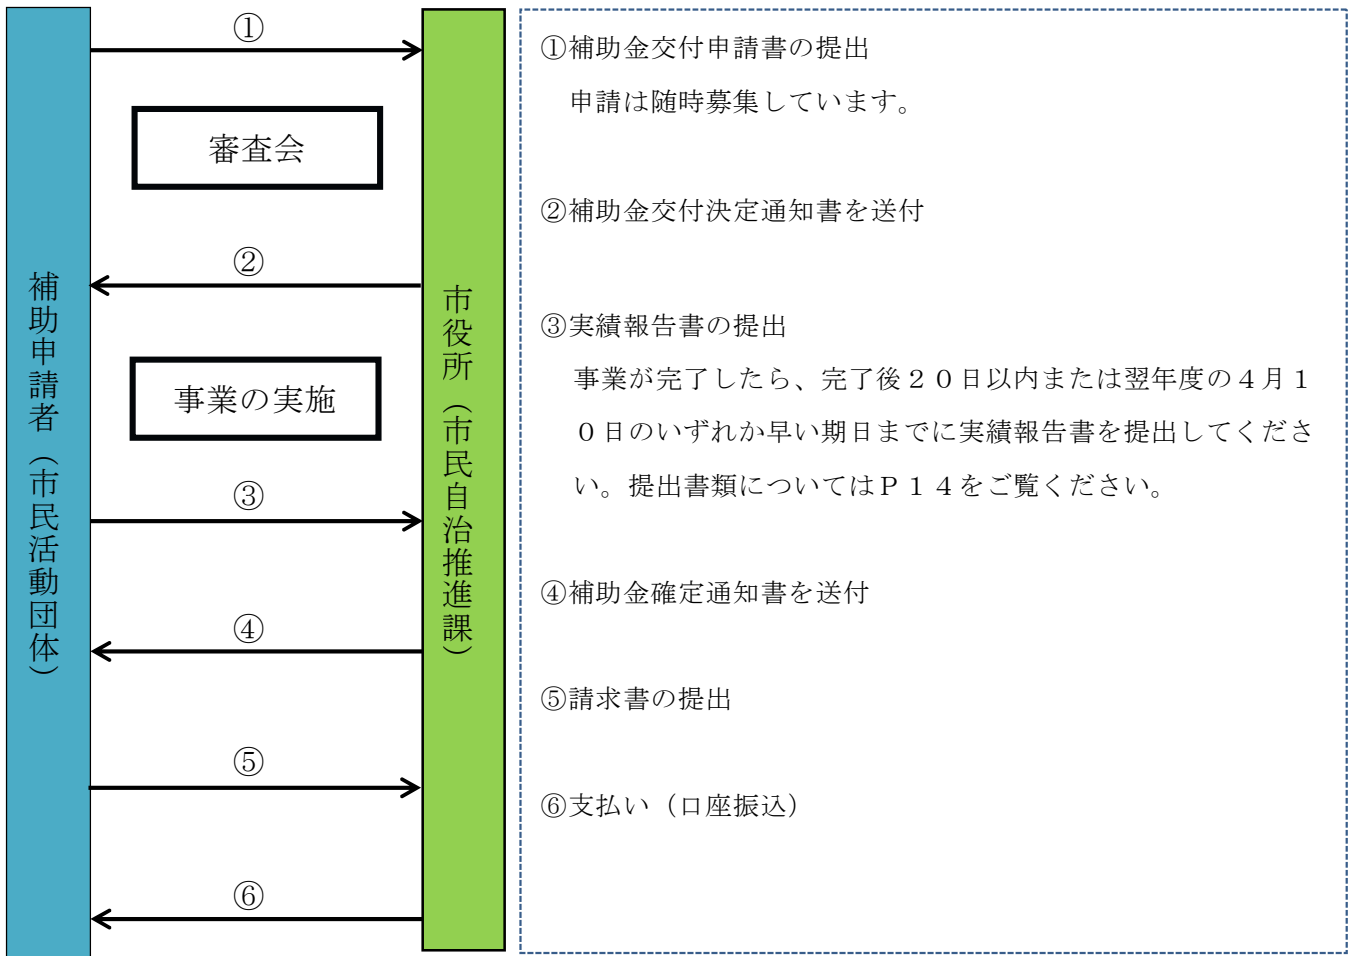 補助申請者（市民活動団体）
①
審査会
②
事業の実施
③
④
⑤
⑥
市役所（市民自治推進課）
①補助金交付申請書の提出
申請は随時募集しています。
②補助金交付決定通知書を送付
③実績報告書の提出
事業が完了したら、完了後２０日以内または翌年度の４月１
０日のいずれか早い期日までに実績報告書を提出してくださ
い。提出書類についてはＰ１４をご覧ください。
④補助金確定通知書を送付
⑤請求書の提出
⑥支払い（口座振込）